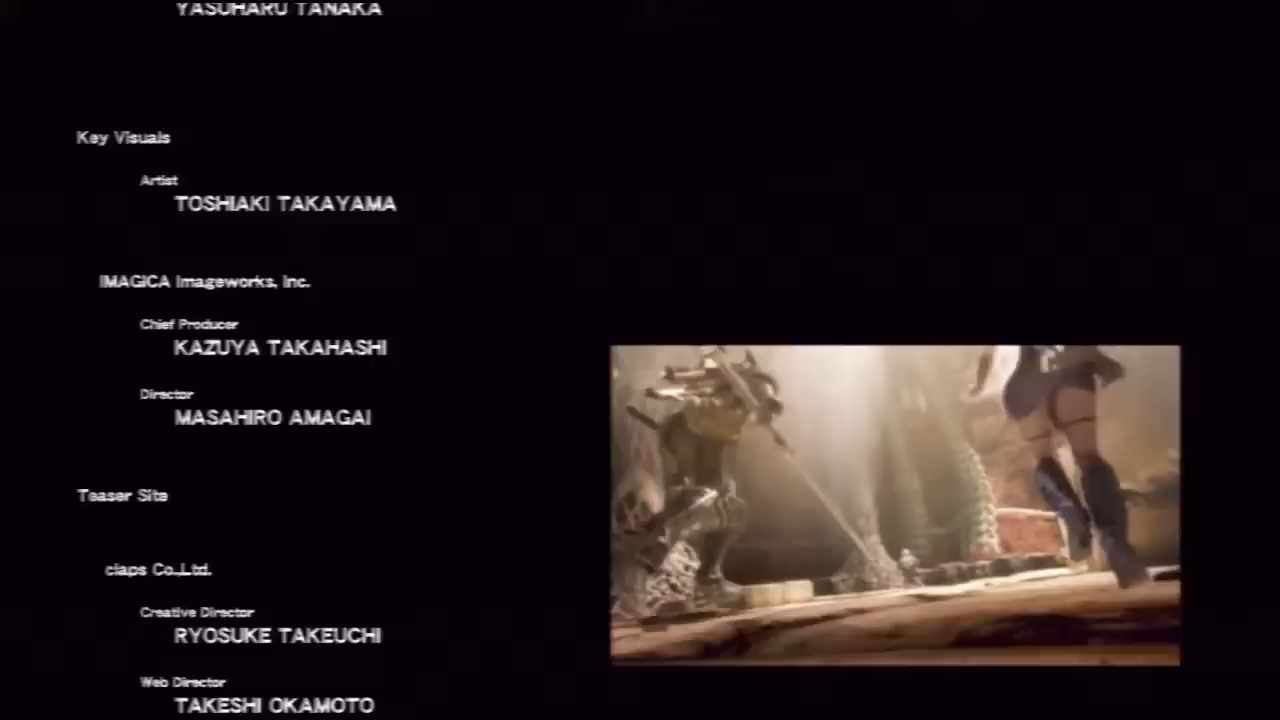 YASUHARU TANAKA
Key Visuals
Artist
TOSHIAKI TAKAYAMA
IMAGICA Imageworks, Inc.
Chief Producer
KAZUYA TAKAHASHI
Director
MASAHIRO AMAGAI
Teaser Site
claps Co.,Ltd.
Creative Director
RYOSUKE TAKEUCHI
Web Director
TAKESHI OKAMOTO